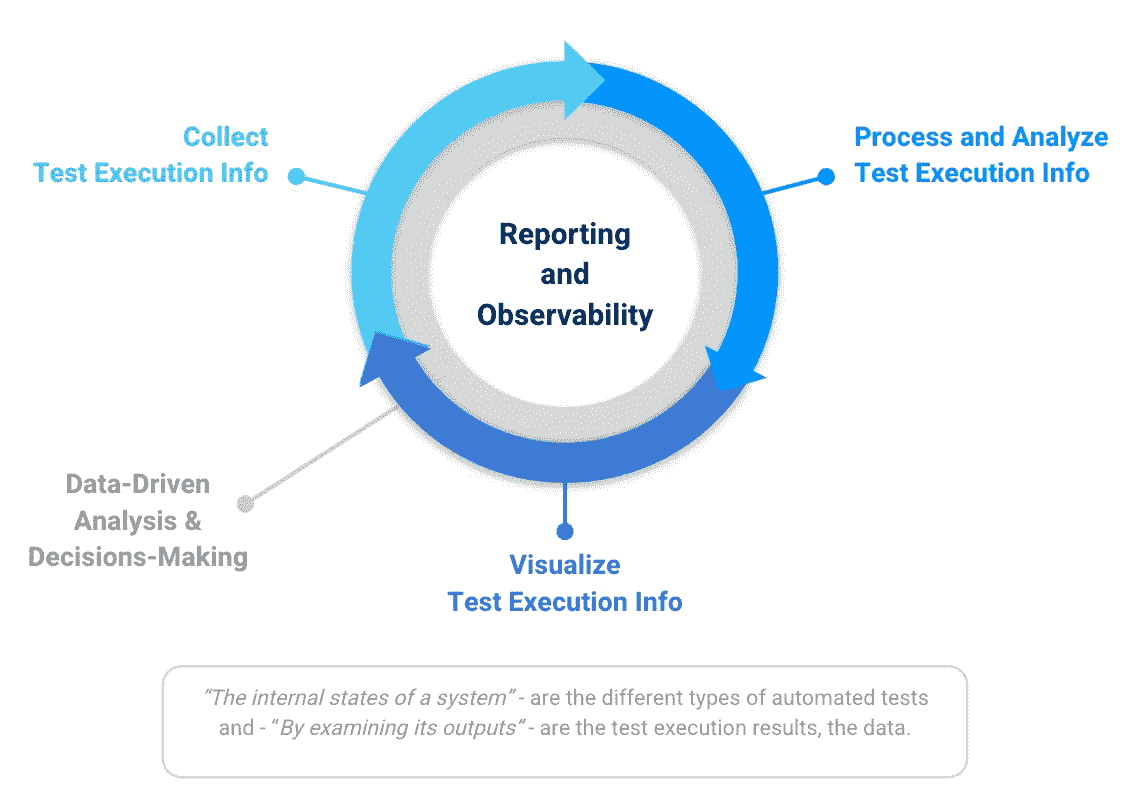 Collect
Test Execution Info
Process and Analyze
Test Execution Info
Reporting
and
Observability
Data-Driven
Analysis &
Decisions-Making
Visualize
Test Execution Info
“The internal states of a system” - are the different types of automated tests
and - “By examining its outputs” - are the test execution results, the data.